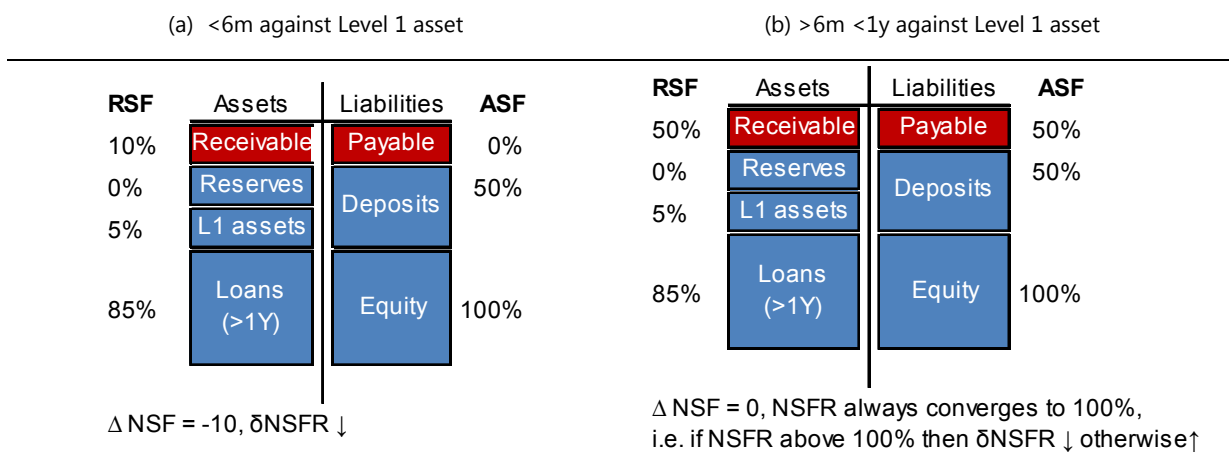 (a) <6m against Level 1 asset
(b) >6m <1y against Level 1 asset
RSF Assets Liabilities ASF
10% Receivable Payable 0%
0% Reserves Deposits 50%
5% L1 assets
85% Loans (>1Y) Equity 100%
Δ NSF = -10, δNSFR ↓
RSF Assets Liabilities ASF
50% Receivable Payable 50%
0% Reserves Deposits 50%
5% L1 assets
85% Loans (>1Y) Equity 100%
Δ NSF = 0, NSFR always converges to 100%,
i.e. if NSFR above 100% then δNSFR ↓ otherwise↑